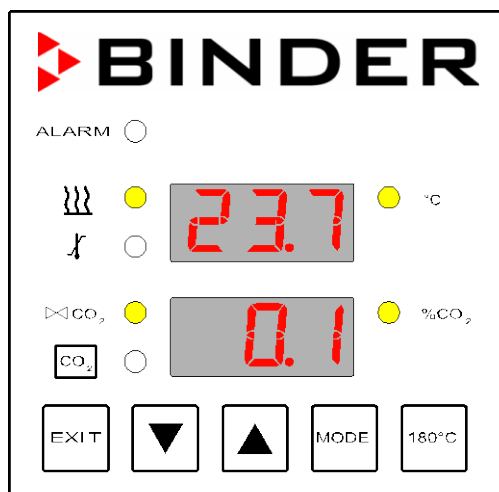 BINDER
ALARM
23.7 °C
CO₂ 0.1 %CO₂
CO₂
EXIT MODE 180°C